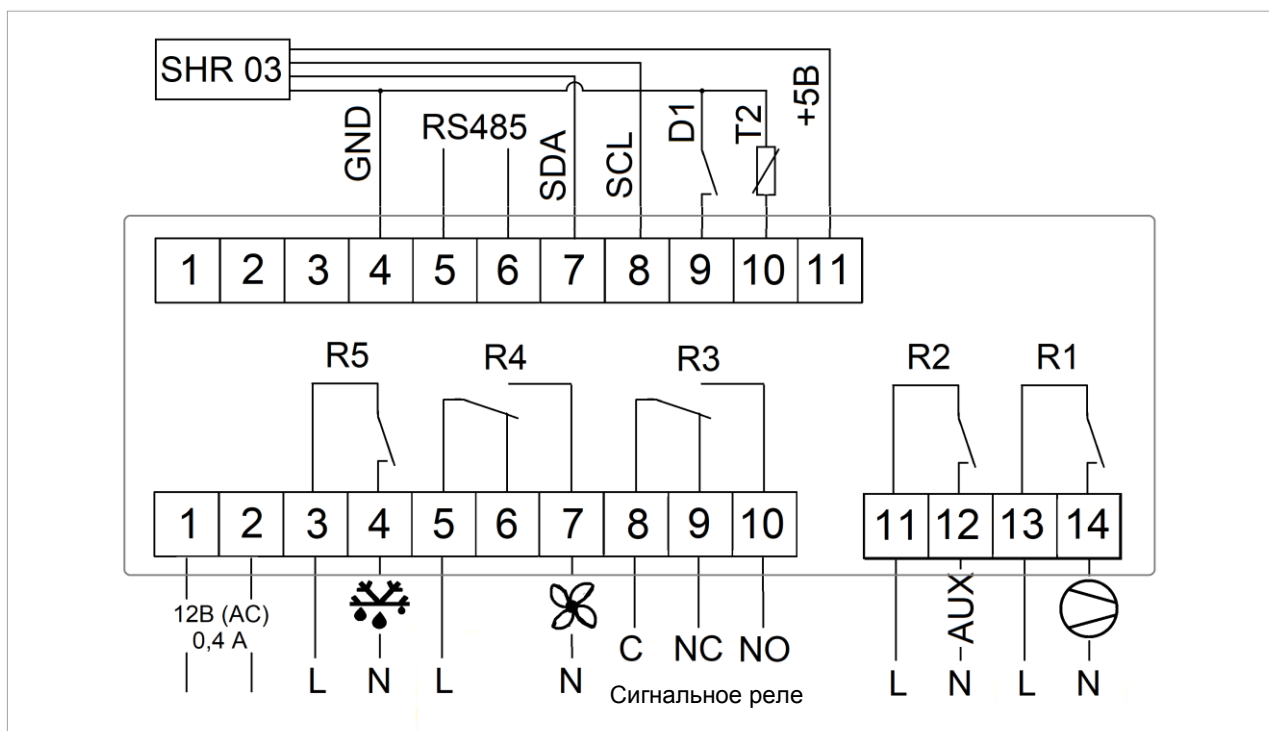 SHR 03
GND
RS485
SDA
SCL
D1
T2
+5В
1 2 3 4 5 6 7 8 9 10 11
R5 R4 R3 R2 R1
1 2 3 4 5 6 7 8 9 10 11 12 13 14
12В (AC)
0,4 А
L N L N C NC NO L AUX N L N
Сигнальное реле